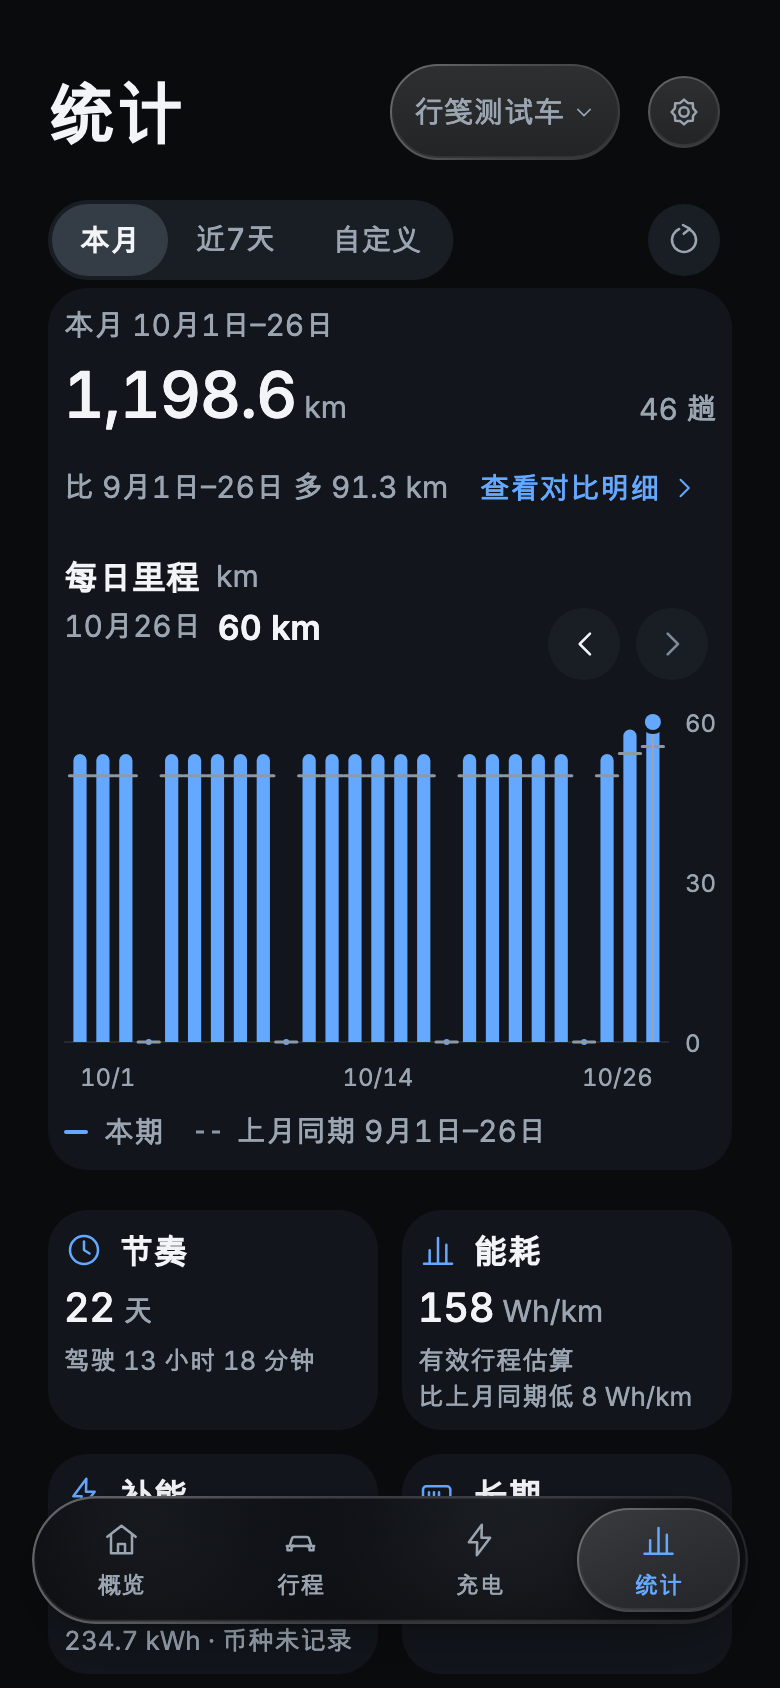 统计
行笺测试车
本月 近7天 自定义
本月 10月1日–26日
1,198.6 km
46 趟
比 9月1日–26日 多 91.3 km 查看对比明细
每日里程 km
10月26日 60 km
60
30
0
10/1 10/14 10/26
本期 -- 上月同期 9月1日–26日
节奏
22 天
驾驶 13 小时 18 分钟
能耗
158 Wh/km
有效行程估算
比上月同期低 8 Wh/km
补能
长期
概览 行程 充电 统计
234.7 kWh · 币种未记录